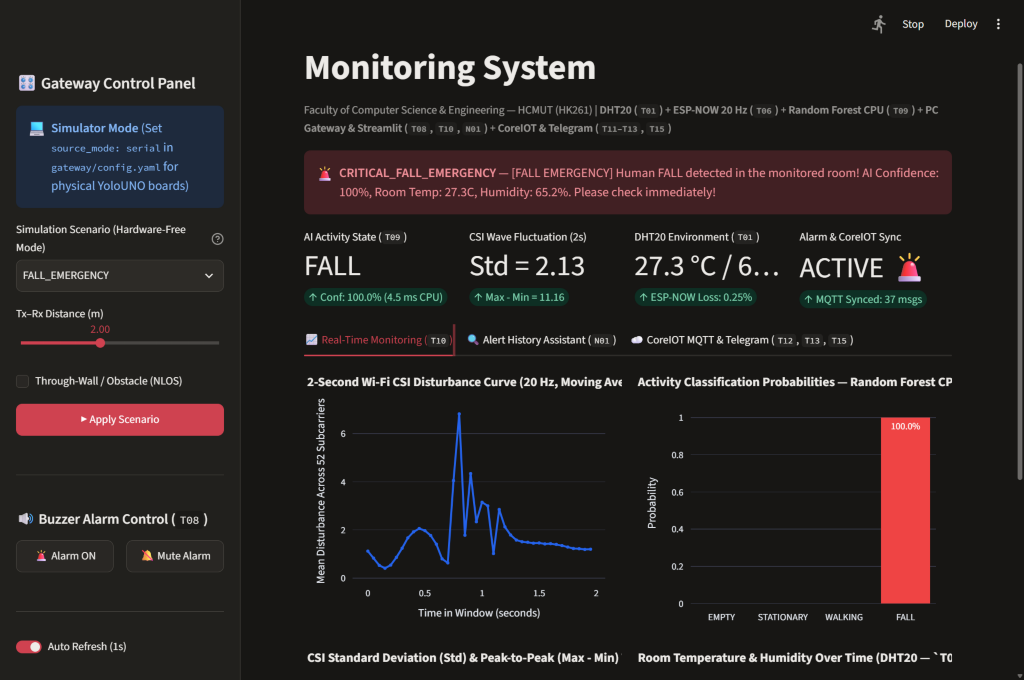 Stop
Deploy
Gateway Control Panel
Simulator Mode (Set
source_mode: serial in
gateway/config.yaml for
physical YoloUNO boards)
Simulation Scenario (Hardware-Free
Mode)
FALL_EMERGENCY
Tx–Rx Distance (m)
2.00
Through-Wall / Obstacle (NLOS)
▶ Apply Scenario
Buzzer Alarm Control ( T08 )
Alarm ON
Mute Alarm
Auto Refresh (1s)
Monitoring System
Faculty of Computer Science & Engineering — HCMUT (HK261) | DHT20 ( T01 ) + ESP-NOW 20 Hz ( T06 ) + Random Forest CPU ( T09 ) + PC
Gateway & Streamlit ( T08 , T10 , N01 ) + CoreIOT & Telegram ( T11–T13 , T15 )
CRITICAL_FALL_EMERGENCY — [FALL EMERGENCY] Human FALL detected in the monitored room! AI Confidence:
100%, Room Temp: 27.3C, Humidity: 65.2%. Please check immediately!
AI Activity State ( T09 )
FALL
↑ Conf: 100.0% (4.5 ms CPU)
CSI Wave Fluctuation (2s)
Std = 2.13
↑ Max - Min = 11.16
DHT20 Environment ( T01 )
27.3 °C / 6…
↑ ESP-NOW Loss: 0.25%
Alarm & CoreIOT Sync
ACTIVE
↑ MQTT Synced: 37 msgs
Real-Time Monitoring ( T10 )
Alert History Assistant ( N01 )
CoreIOT MQTT & Telegram ( T12 , T13 , T15 )
2-Second Wi-Fi CSI Disturbance Curve (20 Hz, Moving Ave
Mean Disturbance Across 52 Subcarriers
6
4
2
0
0
0.5
1
1.5
2
Time in Window (seconds)
Activity Classification Probabilities — Random Forest CP
Probability
1
0.8
0.6
0.4
0.2
0
100.0%
EMPTY
STATIONARY
WALKING
FALL
CSI Standard Deviation (Std) & Peak-to-Peak (Max - Min)
Room Temperature & Humidity Over Time (DHT20 — `T0